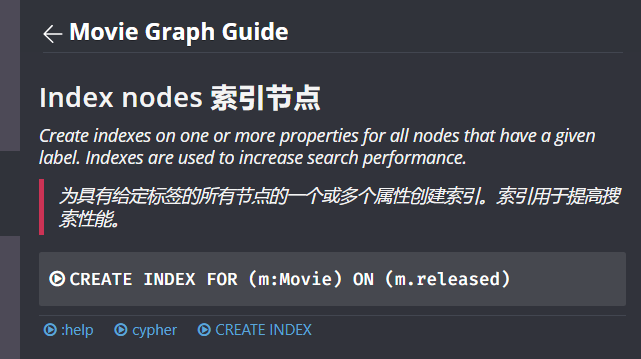 Movie Graph Guide
Index nodes 索引节点
Create indexes on one or more properties for all nodes that have a given
label. Indexes are used to increase search performance.
为具有给定标签的所有节点的一个或多个属性创建索引。索引用于提高搜
索性能。
CREATE INDEX FOR (m:Movie) ON (m.released)
:help cypher CREATE INDEX